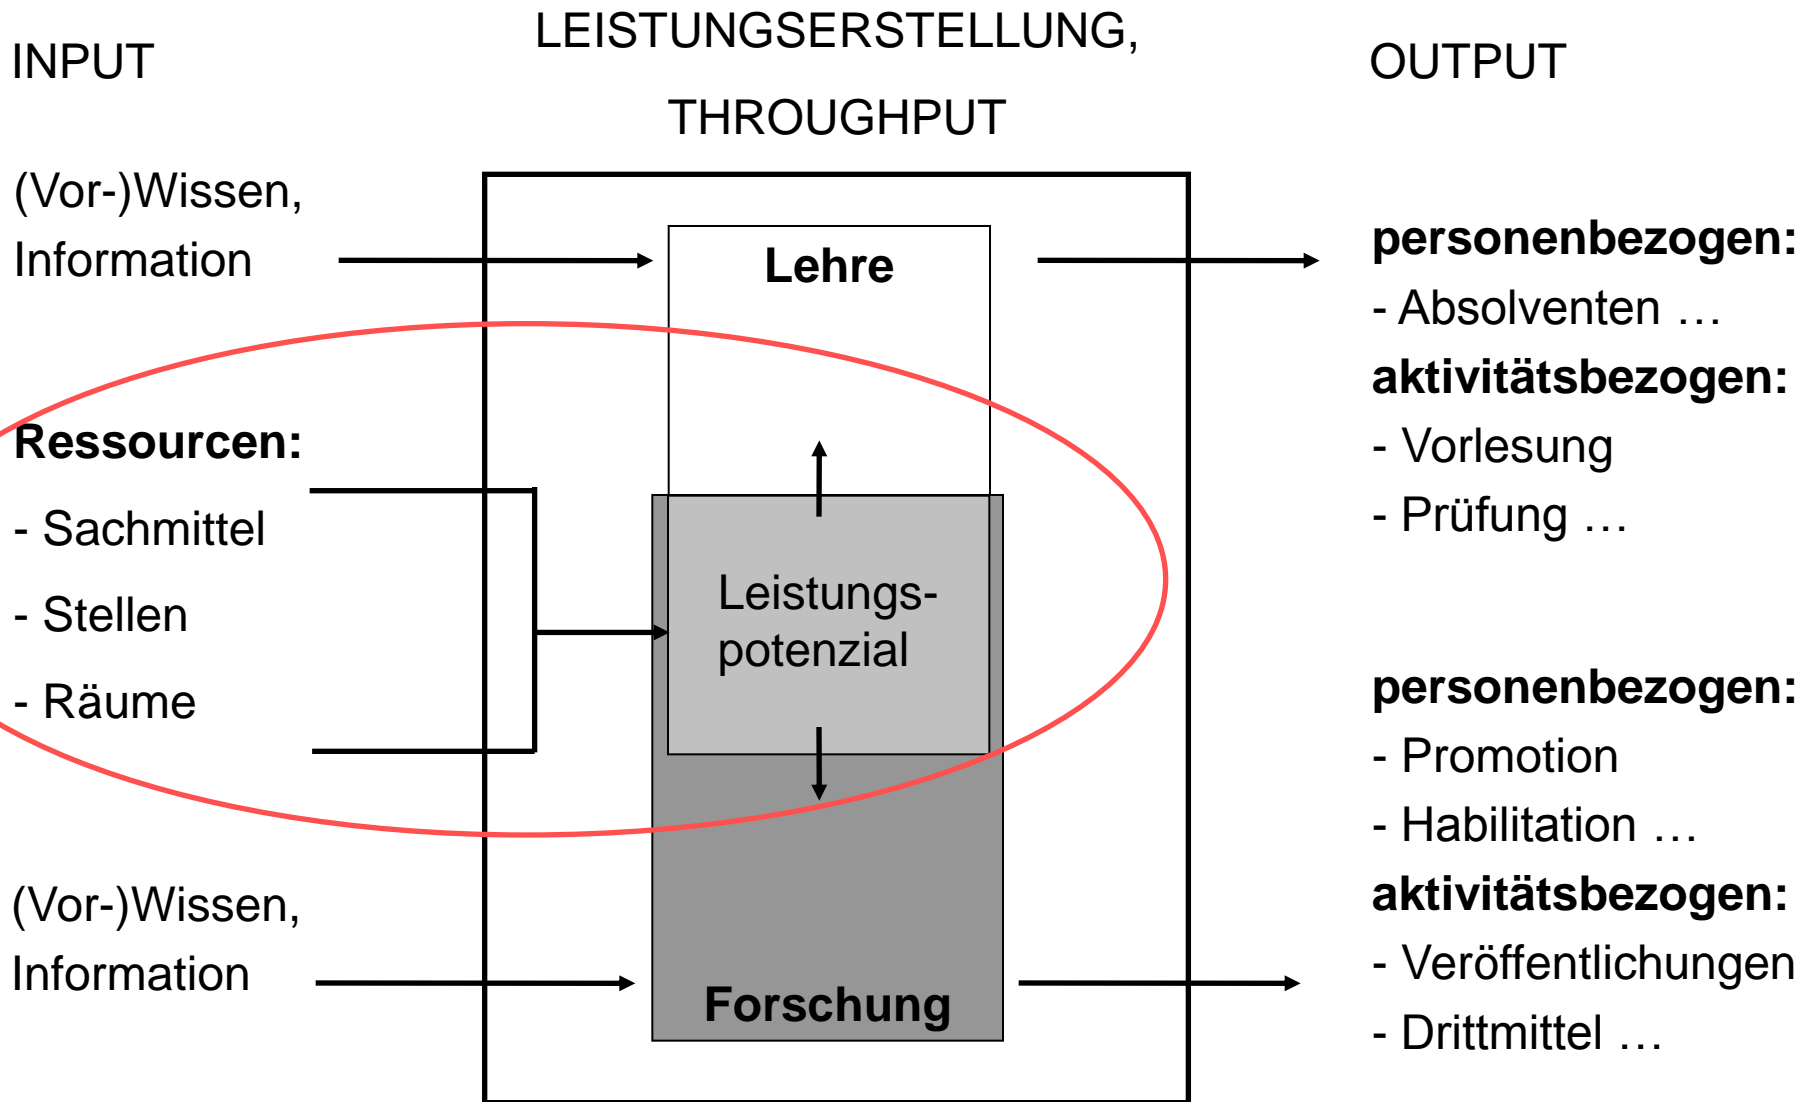 INPUT
LEISTUNGSERSTELLUNG,
THROUGHPUT
OUTPUT
(Vor-)Wissen,
Information
Ressourcen:
- Sachmittel
- Stellen
- Räume
(Vor-)Wissen,
Information
Lehre
Leistungs-
potenzial
Forschung
personenbezogen:
- Absolventen …
aktivitätsbezogen:
- Vorlesung
- Prüfung …
personenbezogen:
- Promotion
- Habilitation …
aktivitätsbezogen:
- Veröffentlichungen
- Drittmittel …